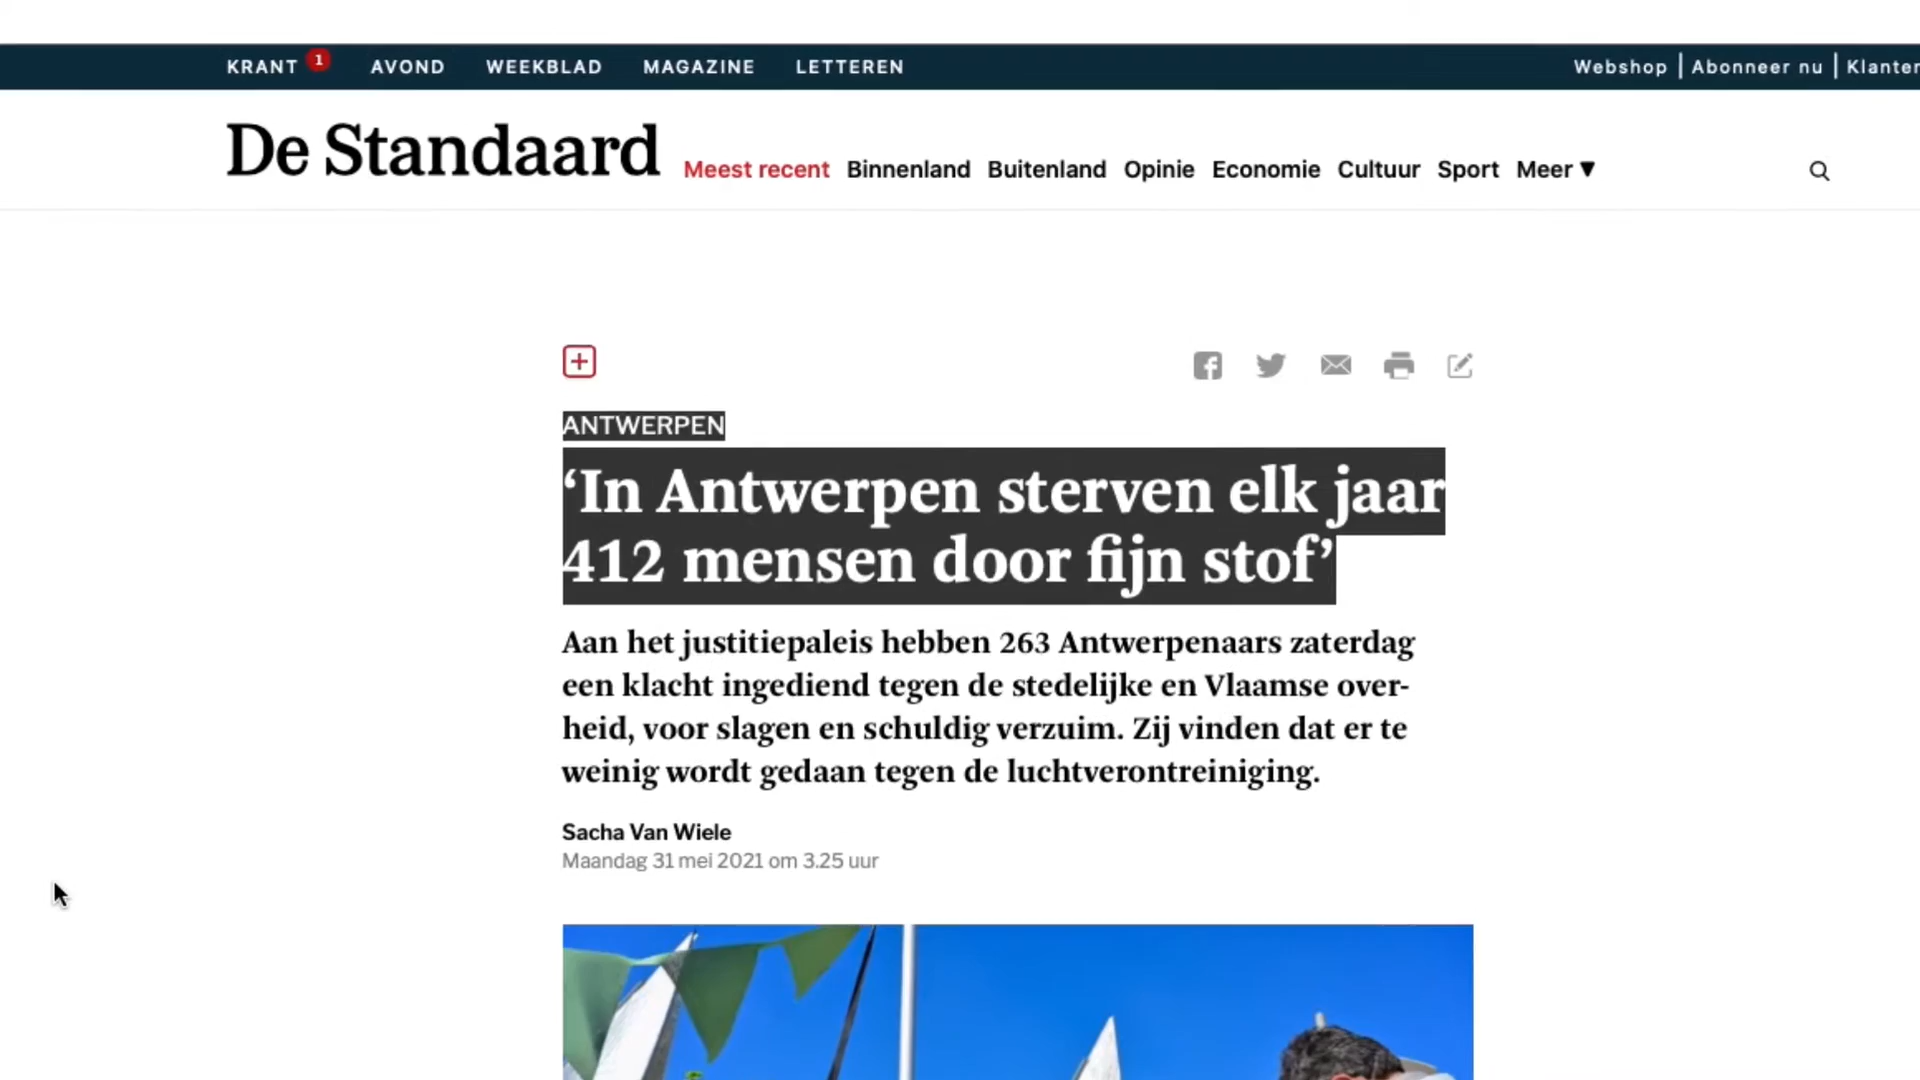 KRANT 1 AVOND WEEKBLAD MAGAZINE LETTEREN Webshop | Abonneer nu | Klanten
De Standaard Meest recent Binnenland Buitenland Opinie Economie Cultuur Sport Meer ▼
ANTWERPEN
‘In Antwerpen sterven elk jaar
412 mensen door fijn stof’
Aan het justitiepaleis hebben 263 Antwerpenaars zaterdag
een klacht ingediend tegen de stedelijke en Vlaamse over-
heid, voor slagen en schuldig verzuim. Zij vinden dat er te
weinig wordt gedaan tegen de luchtverontreiniging.
Sacha Van Wiele
Maandag 31 mei 2021 om 3.25 uur